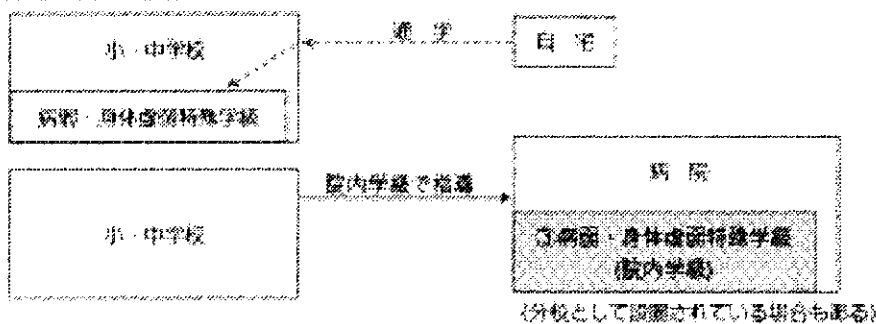 小・中学校
通 学
自 宅
病弱・身体虚弱特殊学級
小・中学校
院内学級で指導
病 院
病弱・身体虚弱特殊学級
(院内学級)
(分校として設置されている場合もある)